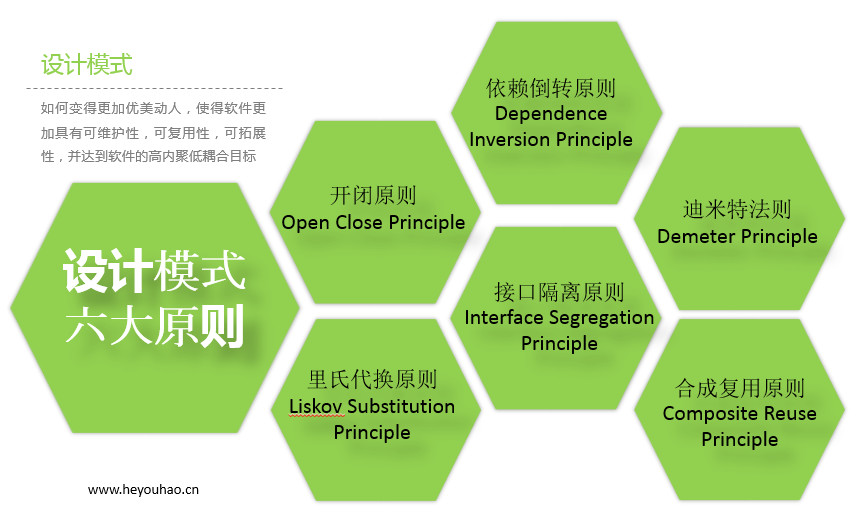 设计模式
如何变得更加优美动人，使得软件更
加具有可维护性，可复用性，可拓展
性，并达到软件的高内聚低耦合目标
设计模式
六大原则
开闭原则
Open Close Principle
里氏代换原则
Liskov Substitution
Principle
依赖倒转原则
Dependence
Inversion Principle
接口隔离原则
Interface Segregation
Principle
迪米特法则
Demeter Principle
合成复用原则
Composite Reuse
Principle
www.heyouhao.cn